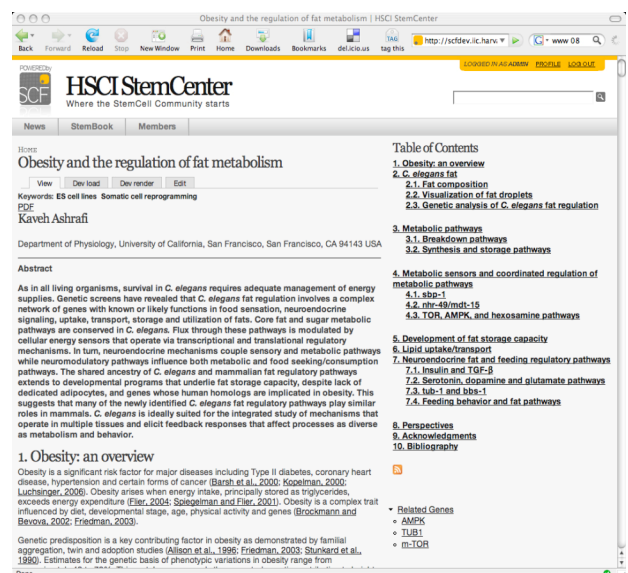 Obesity and the regulation of fat metabolism | HSCI StemCenter
Back Forward Reload Stop New Window Print Home Downloads Bookmarks del.icio.us tag this
TAG
http://scfdev.iic.harv.
G www 08
LOGGED IN AS ADMIN PROFILE LOG OUT
POWEREDby
SCF
HSCI StemCenter
Where the StemCell Community starts
News StemBook Members
HOME
Obesity and the regulation of fat metabolism
View Dev load Dev render Edit
Keywords: ES cell lines Somatic cell reprogramming
PDF
Kaveh Ashrafi
Department of Physiology, University of California, San Francisco, San Francisco, CA 94143 USA
Abstract
As in all living organisms, survival in C. elegans requires adequate management of energy
supplies. Genetic screens have revealed that C. elegans fat regulation involves a complex
network of genes with known or likely functions in food sensation, neuroendocrine
signaling, uptake, transport, storage and utilization of fats. Core fat and sugar metabolic
pathways are conserved in C. elegans. Flux through these pathways is modulated by
cellular energy sensors that operate via transcriptional and translational regulatory
mechanisms. In turn, neuroendocrine mechanisms couple sensory and metabolic pathways
while neuromodulatory pathways influence both metabolic and food seeking/consumption
pathways. The shared ancestry of C. elegans and mammalian fat regulatory pathways
extends to developmental programs that underlie fat storage capacity, despite lack of
dedicated adipocytes, and genes whose human homologs are implicated in obesity. This
suggests that many of the newly identified C. elegans fat regulatory pathways play similar
roles in mammals. C. elegans is ideally suited for the integrated study of mechanisms that
operate in multiple tissues and elicit feedback responses that affect processes as diverse
as metabolism and behavior.
1. Obesity: an overview
Obesity is a significant risk factor for major diseases including Type II diabetes, coronary heart
disease, hypertension and certain forms of cancer (Barsh et al., 2000; Kopelman, 2000;
Luchsinger, 2006). Obesity arises when energy intake, principally stored as triglycerides,
exceeds energy expenditure (Flier, 2004; Spiegelman and Flier, 2001). Obesity is a complex trait
influenced by diet, developmental stage, age, physical activity and genes (Brockmann and
Bevova, 2002; Friedman, 2003).
Genetic predisposition is a key contributing factor in obesity as demonstrated by familial
aggregation, twin and adoption studies (Allison et al., 1996; Friedman, 2003; Stunkard et al.,
1990). Estimates for the genetic basis of phenotypic variations in obesity range from
Table of Contents
1. Obesity: an overview
2. C. elegans fat
2.1. Fat composition
2.2. Visualization of fat droplets
2.3. Genetic analysis of C. elegans fat regulation
3. Metabolic pathways
3.1. Breakdown pathways
3.2. Synthesis and storage pathways
4. Metabolic sensors and coordinated regulation of
metabolic pathways
4.1. sbp-1
4.2. nhr-49/mdt-15
4.3. TOR, AMPK, and hexosamine pathways
5. Development of fat storage capacity
6. Lipid uptake/transport
7. Neuroendocrine fat and feeding regulatory pathways
7.1. Insulin and TGF-β
7.2. Serotonin, dopamine and glutamate pathways
7.3. tub-1 and bbs-1
7.4. Feeding behavior and fat pathways
8. Perspectives
9. Acknowledgments
10. Bibliography
Related Genes
AMPK
TUB1
m-TOR